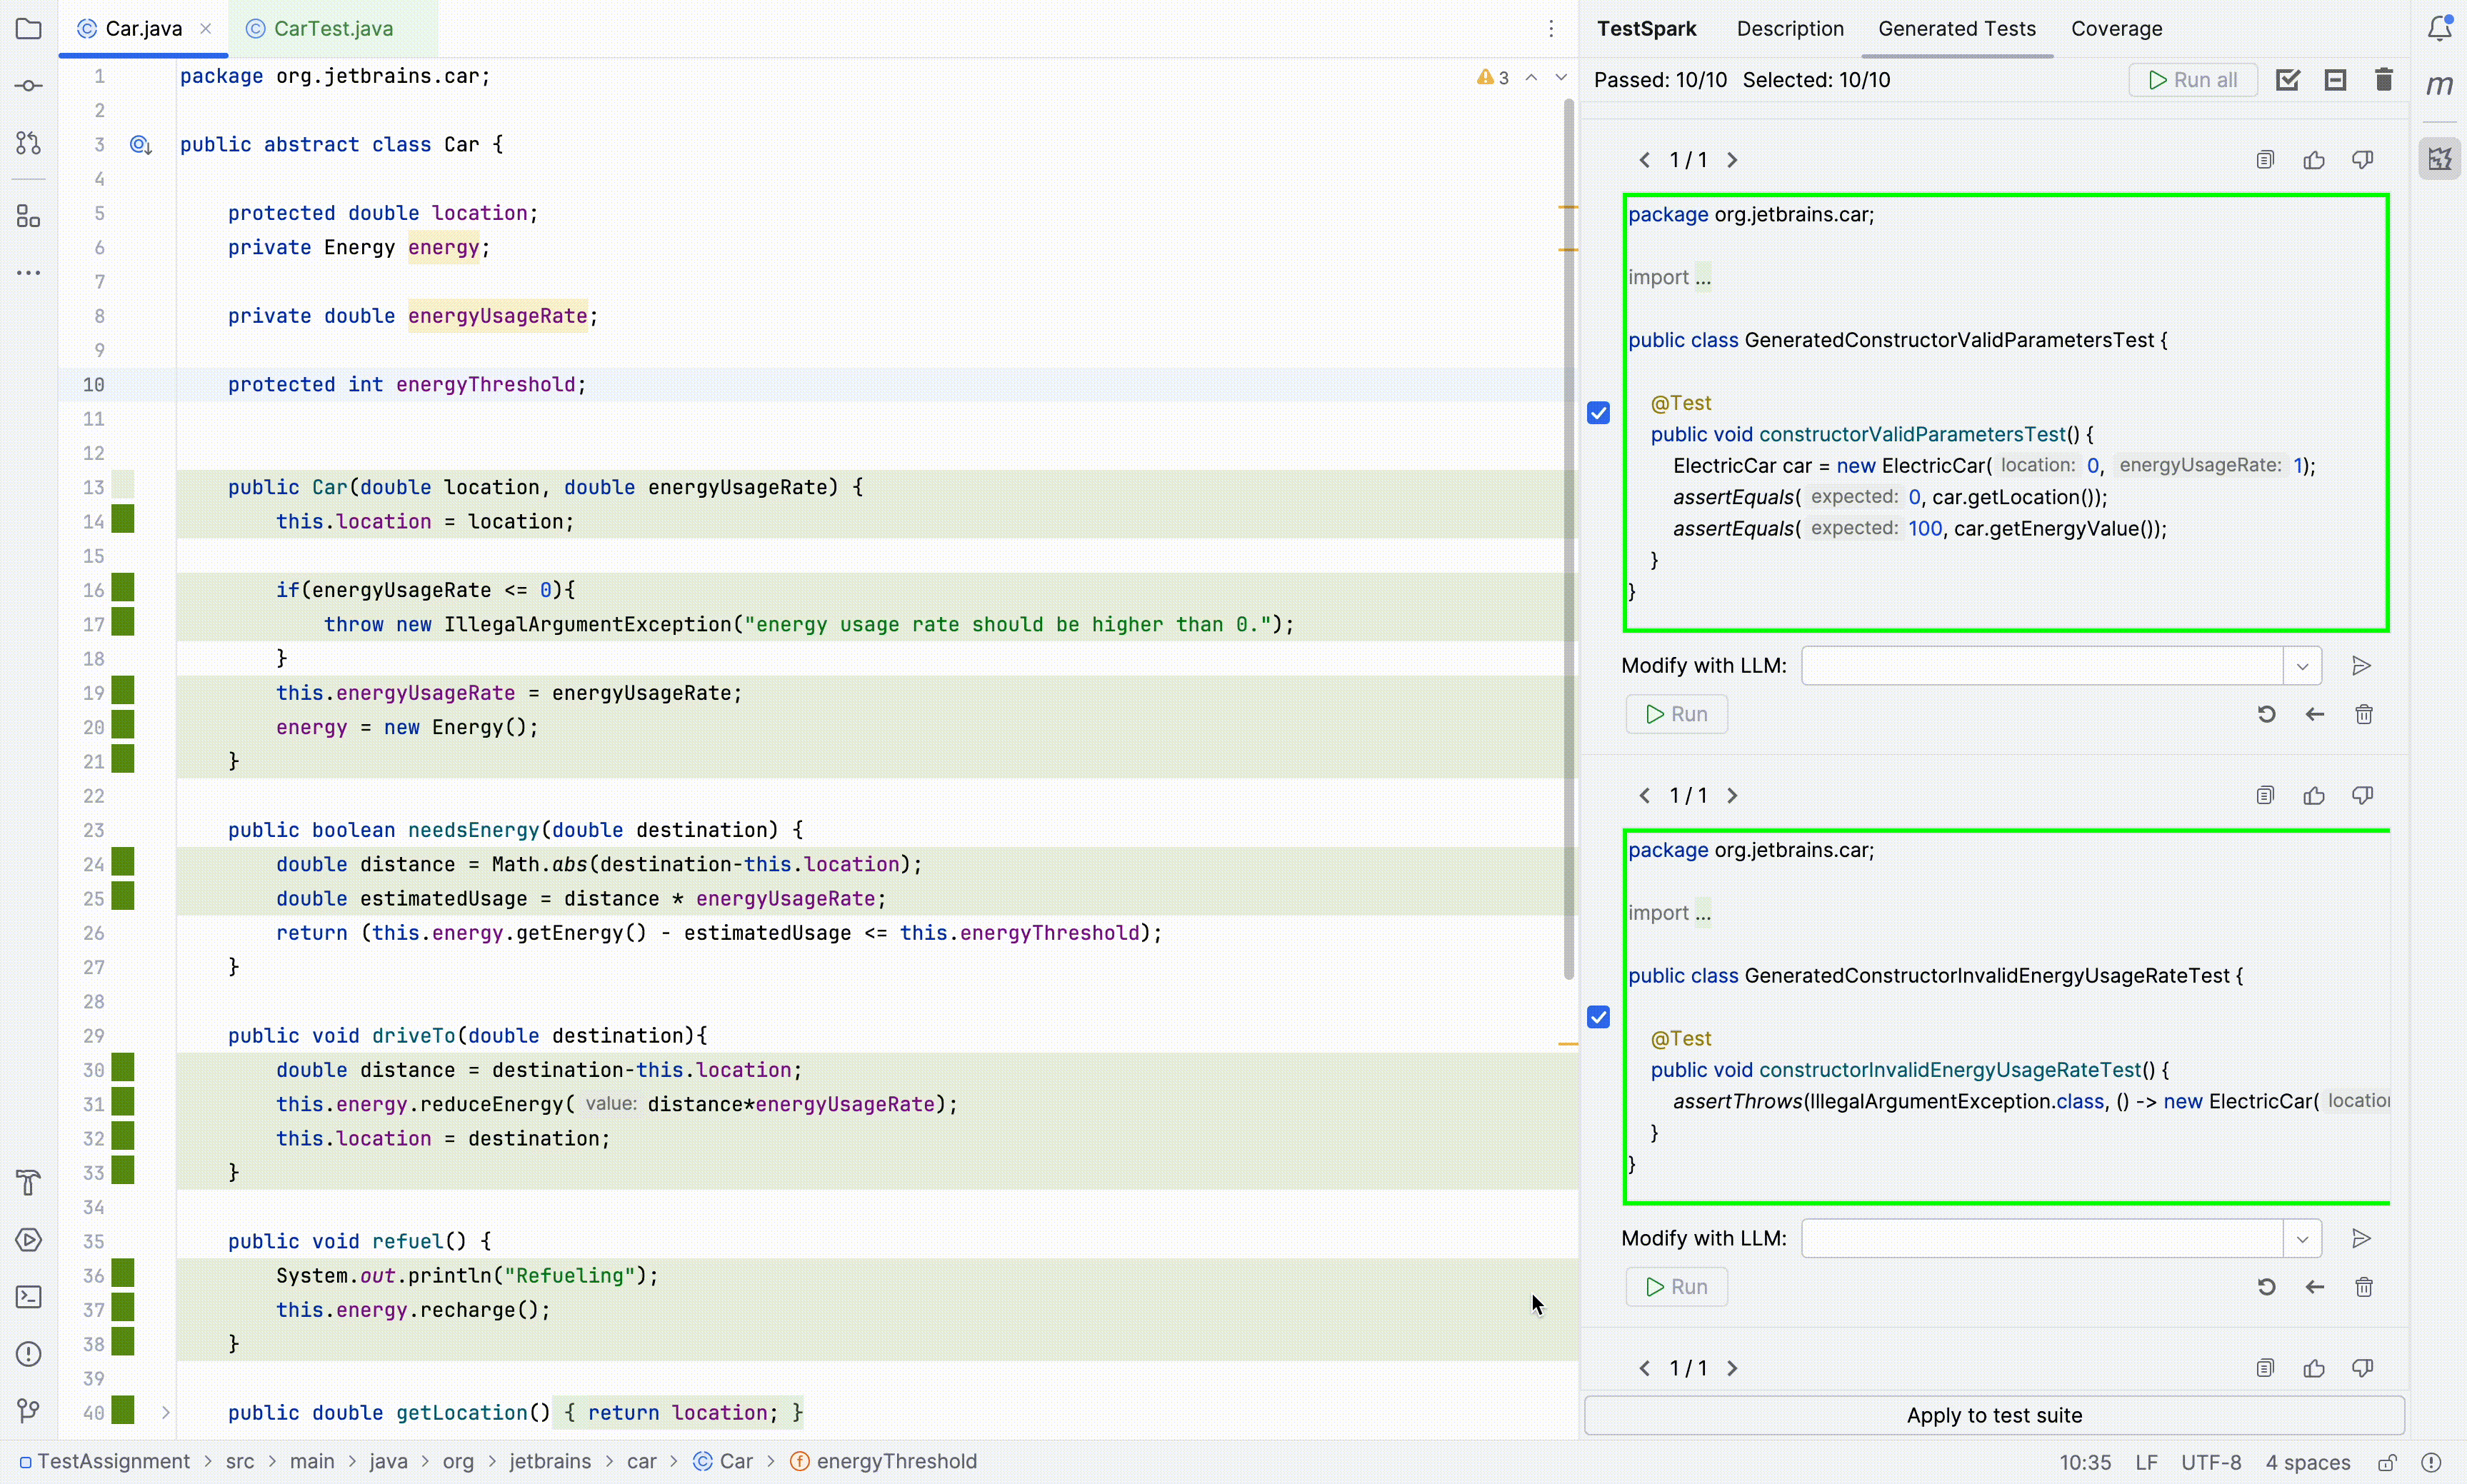 Car.java
CarTest.java
1 package org.jetbrains.car;
3
2
3 public abstract class Car {
4
5 protected double location;
6 private Energy energy;
7
8 private double energyUsageRate;
9
10 protected int energyThreshold;
11
12
13 public Car(double location, double energyUsageRate) {
14 this.location = location;
15
16 if(energyUsageRate <= 0){
17 throw new IllegalArgumentException("energy usage rate should be higher than 0.");
18 }
19 this.energyUsageRate = energyUsageRate;
20 energy = new Energy();
21 }
22
23 public boolean needsEnergy(double destination) {
24 double distance = Math.abs(destination-this.location);
25 double estimatedUsage = distance * energyUsageRate;
26 return (this.energy.getEnergy() - estimatedUsage <= this.energyThreshold);
27 }
28
29 public void driveTo(double destination){
30 double distance = destination-this.location;
31 this.energy.reduceEnergy( value: distance*energyUsageRate);
32 this.location = destination;
33 }
34
35 public void refuel() {
36 System.out.println("Refueling");
37 this.energy.recharge();
38 }
39
40 public double getLocation() { return location; }
TestSpark Description Generated Tests Coverage
Passed: 10/10 Selected: 10/10 Run all
m
1 / 1
package org.jetbrains.car;
import ...
public class GeneratedConstructorValidParametersTest {
@Test
public void constructorValidParametersTest() {
ElectricCar car = new ElectricCar( location: 0, energyUsageRate: 1);
assertEquals( expected: 0, car.getLocation());
assertEquals( expected: 100, car.getEnergyValue());
}
}
Modify with LLM:
Run
1 / 1
package org.jetbrains.car;
import ...
public class GeneratedConstructorInvalidEnergyUsageRateTest {
@Test
public void constructorInvalidEnergyUsageRateTest() {
assertThrows(IllegalArgumentException.class, () -> new ElectricCar( location
}
}
Modify with LLM:
Run
1 / 1
Apply to test suite
TestAssignment > src > main > java > org > jetbrains > car > Car > energyThreshold
10:35 LF UTF-8 4 spaces